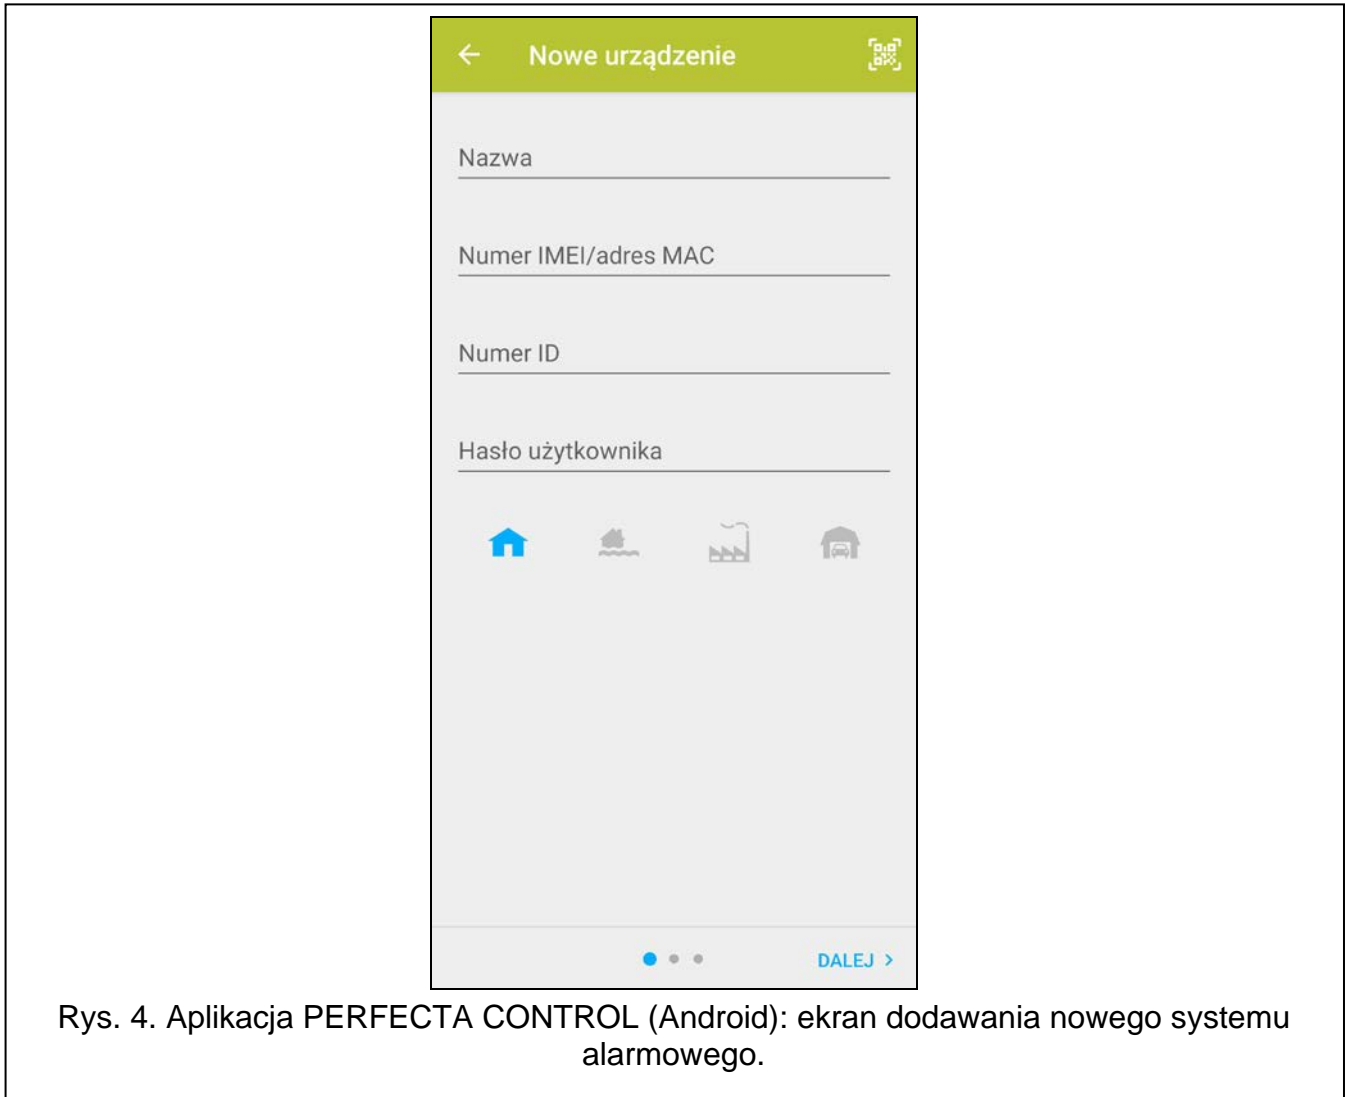 Nowe urządzenie
Nazwa
Numer IMEI/adres MAC
Numer ID
Hasło użytkownika
DALEJ
Rys. 4. Aplikacja PERFECTA CONTROL (Android): ekran dodawania nowego systemu
alarmowego.